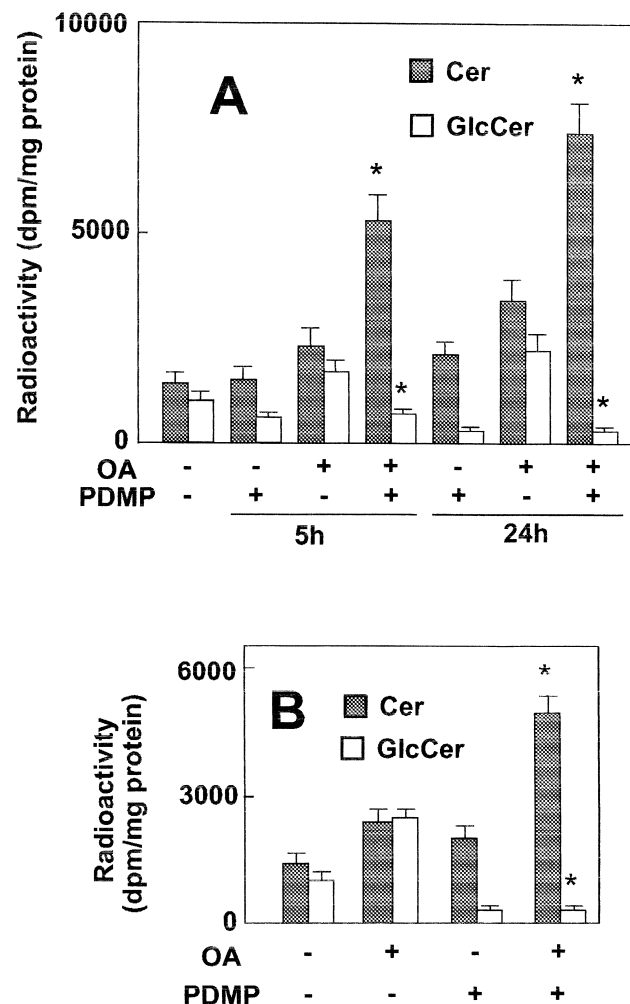 10000
5000
0
Radioactivity (dpm/mg protein)
A
Cer
GlcCer
*
*
*
*
OA - - + + - + +
PDMP - + - + + - +
5h
24h
6000
3000
0
Radioactivity
(dpm/mg protein)
B
Cer
GlcCer
*
*
OA - + - +
PDMP - - + +